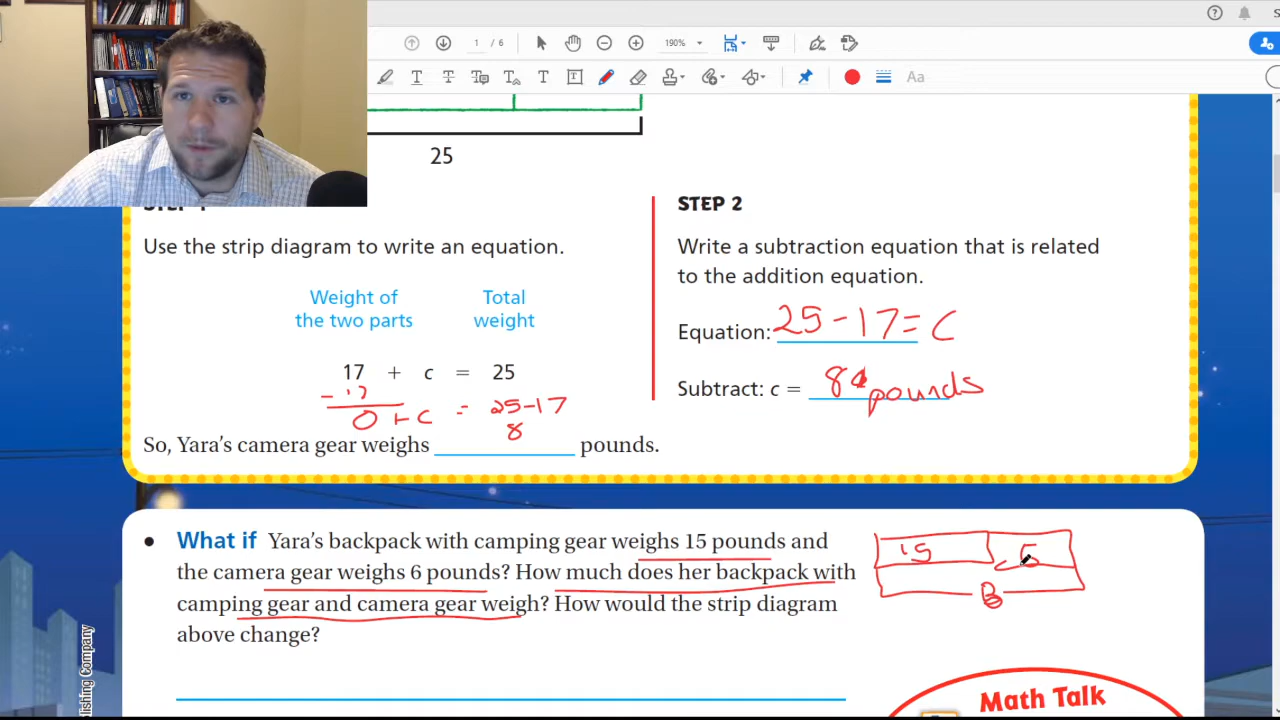 1 / 6
190%
Aa
25
STEP 2
Use the strip diagram to write an equation.
Weight of the two parts
Total weight
17 + c = 25
- 17
0 + c = 25-17
8
So, Yara's camera gear weighs ___ pounds.
Write a subtraction equation that is related
to the addition equation.
Equation: 25-17= c
Subtract: c = 8 pounds
• What if Yara's backpack with camping gear weighs 15 pounds and
the camera gear weighs 6 pounds? How much does her backpack with
camping gear and camera gear weigh? How would the strip diagram
above change?
15
B
Math Talk
lishing Company